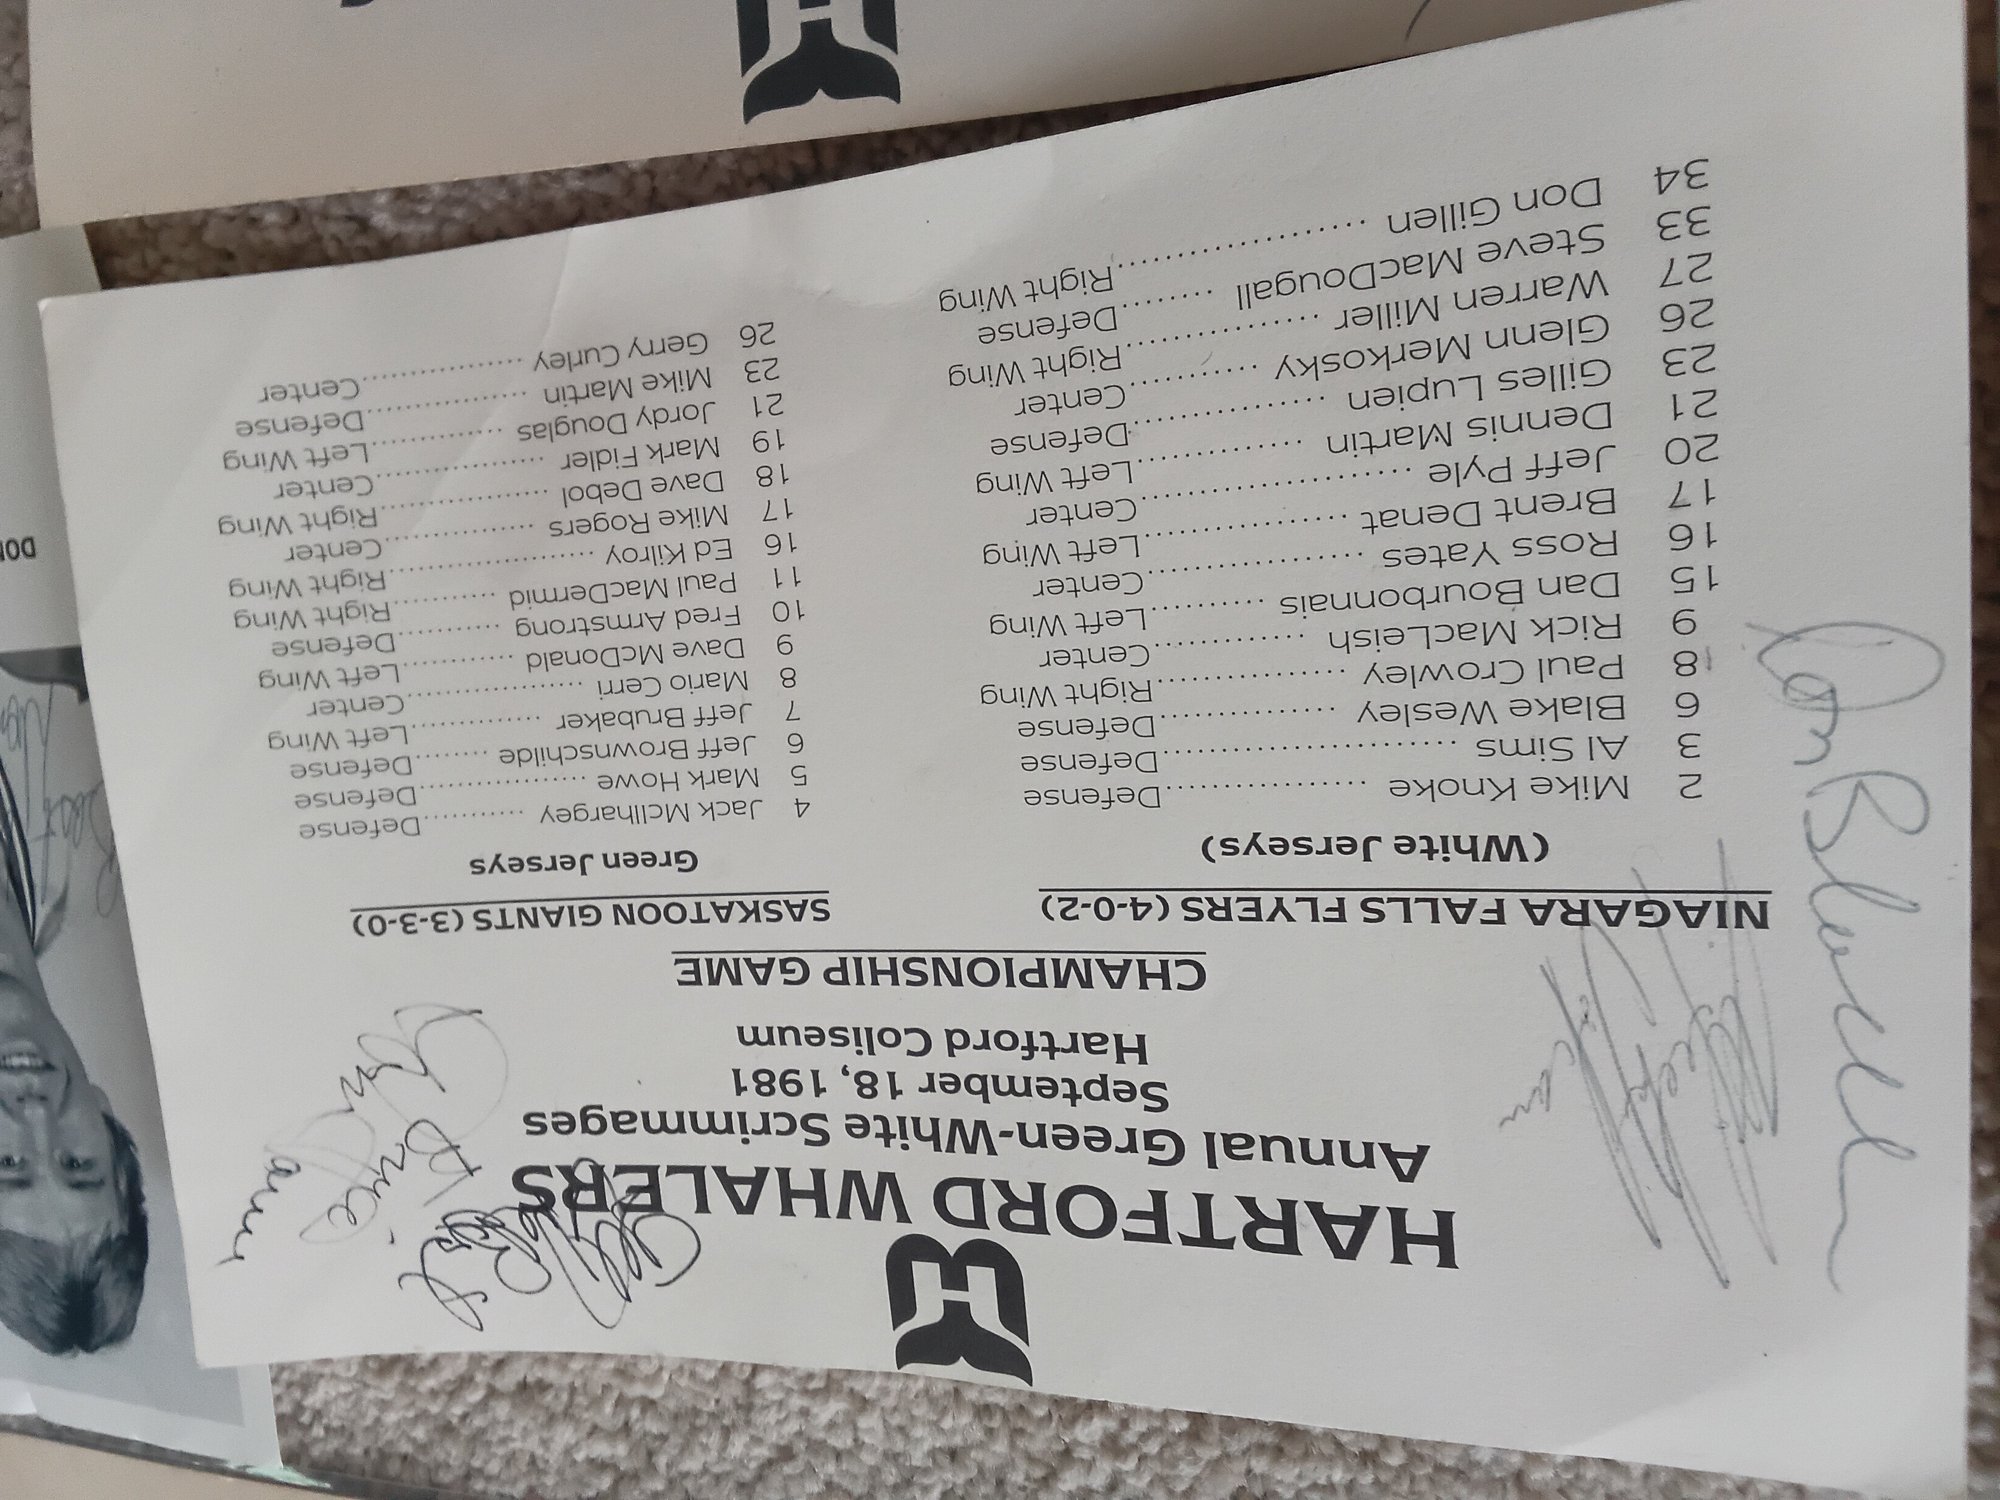 HARTFORD WHALERS
Annual Green-White Scrimmages
September 18, 1981
Hartford Coliseum
CHAMPIONSHIP GAME
NIAGARA FALLS FLYERS (4-0-2)
(White Jerseys)
2 Mike Knoke .................. Defense
3 Al Sims .................. Defense
6 Blake Wesley .................. Defense
8 Paul Crowley .................. Right Wing
9 Rick MacLeish .................. Center
15 Dan Bourbonnais .................. Left Wing
16 Ross Yates .................. Center
17 Brent Denat .................. Left Wing
20 Jeff Pyle .................. Center
21 Dennis Martin .................. Left Wing
23 Gilles Lupien .................. Defense
26 Glenn Merkosky .................. Center
27 Warren Miller .................. Right Wing
33 Steve MacDougall .................. Defense
34 Don Gillen .................. Right Wing
SASKATOON GIANTS (3-3-0)
Green Jerseys
4 Jack McIlhargey .................. Defense
5 Mark Howe .................. Defense
6 Jeff Brownschilde .................. Defense
7 Jeff Brubaker .................. Left Wing
8 Mario Cerri .................. Center
9 Dave McDonald .................. Left Wing
10 Fred Armstrong .................. Defense
11 Paul MacDermid .................. Right Wing
16 Ed Kilroy .................. Right Wing
17 Mike Rogers .................. Center
18 Dave Debol .................. Right Wing
19 Mark Fidler .................. Center
21 Jordy Douglas .................. Left Wing
23 Mike Martin .................. Defense
26 Gerry Curley .................. Center
Don Blackburn
DON
Best